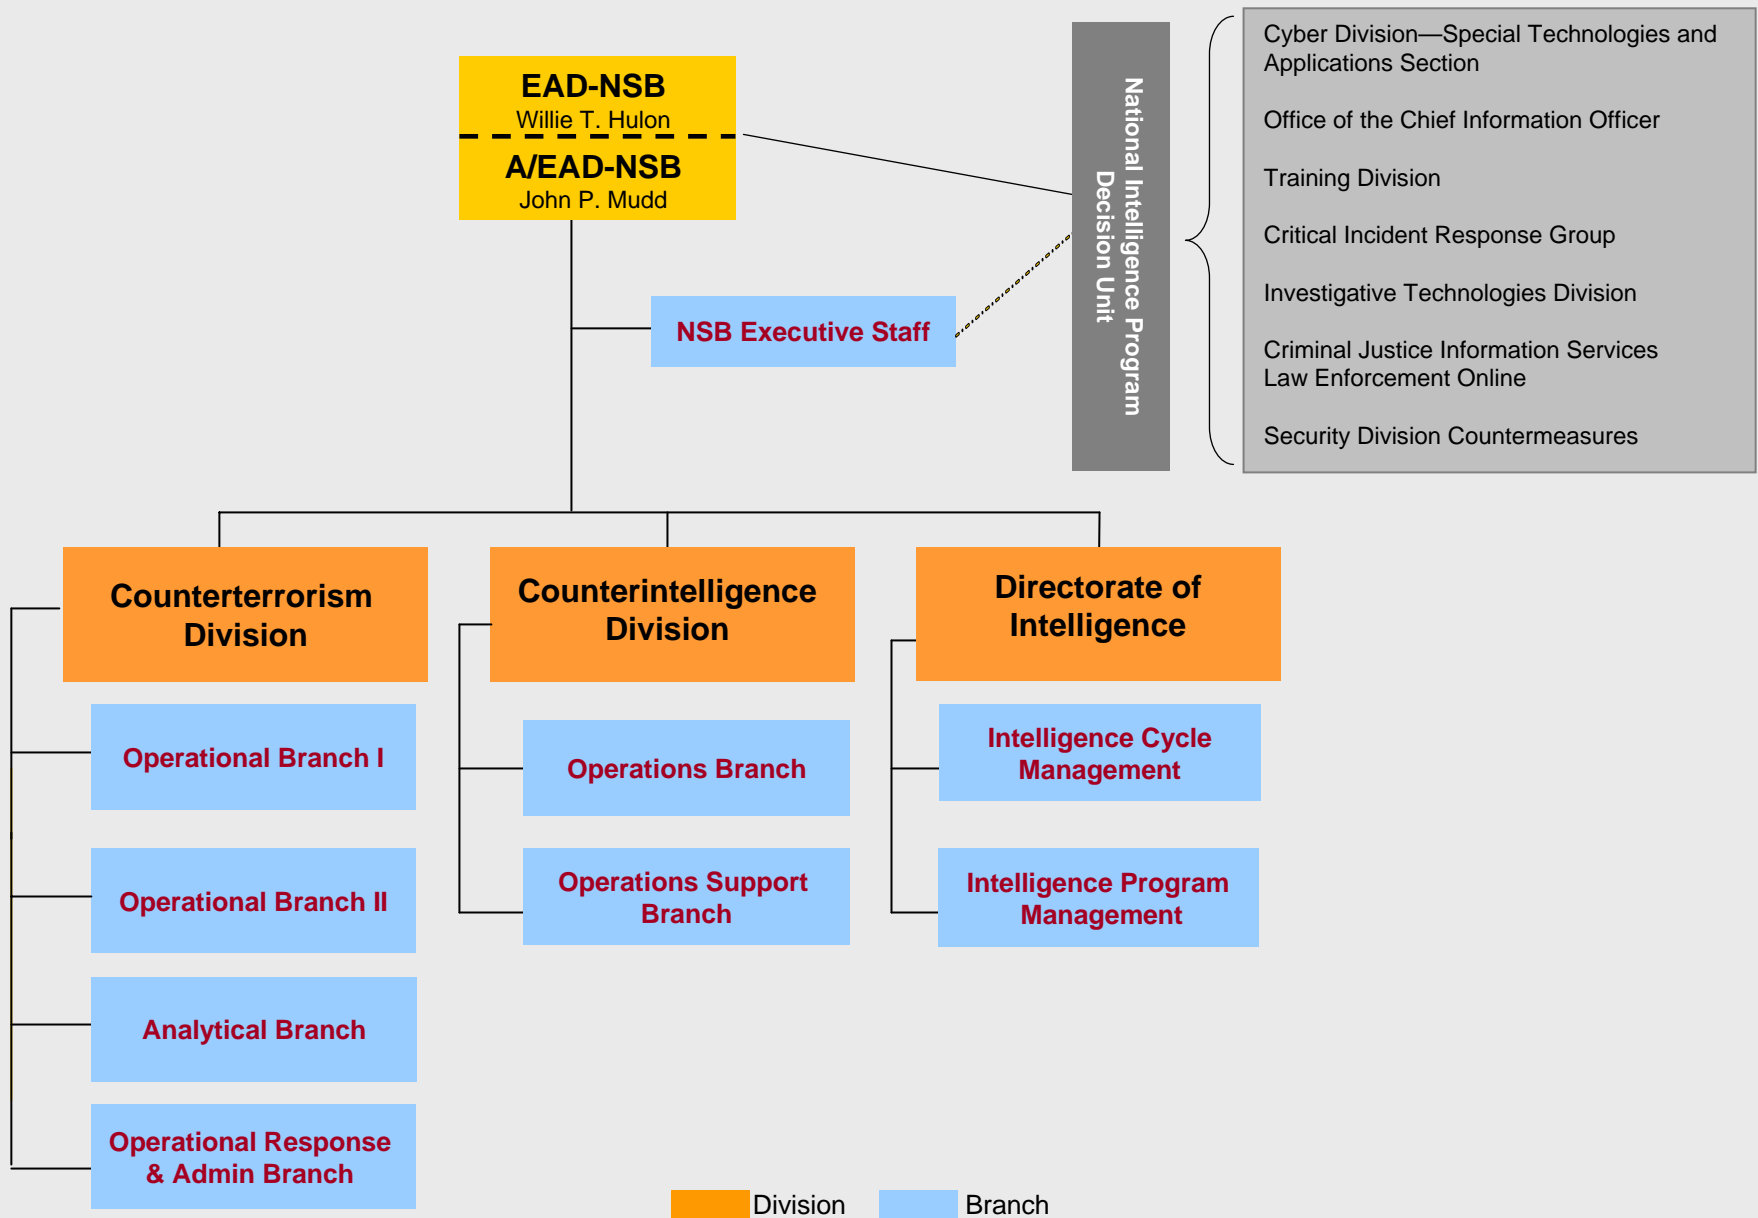 EAD-NSB
Willie T. Hulon
A/EAD-NSB
John P. Mudd
NSB Executive Staff
National Intelligence Program
Decision Unit
Cyber Division—Special Technologies and
Applications Section
Office of the Chief Information Officer
Training Division
Critical Incident Response Group
Investigative Technologies Division
Criminal Justice Information Services
Law Enforcement Online
Security Division Countermeasures
Counterterrorism
Division
Operational Branch I
Operational Branch II
Analytical Branch
Operational Response
& Admin Branch
Counterintelligence
Division
Operations Branch
Operations Support
Branch
Directorate of
Intelligence
Intelligence Cycle
Management
Intelligence Program
Management
Division
Branch